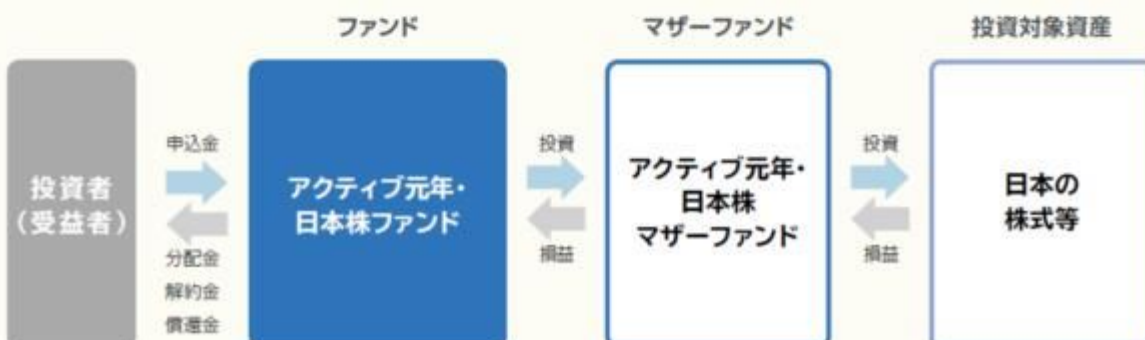 ファンド
マザーファンド
投資対象資産
投資者
（受益者）
申込金
分配金
解約金
償還金
アクティブ元年・
日本株ファンド
投資
損益
アクティブ元年・
日本株
マザーファンド
投資
損益
日本の
株式等